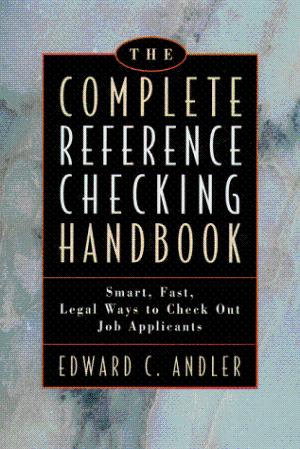 THE
COMPLETE
REFERENCE
CHECKING
HANDBOOK
Smart, Fast,
Legal Ways to Check Out
Job Applicants
EDWARD C. ANDLER